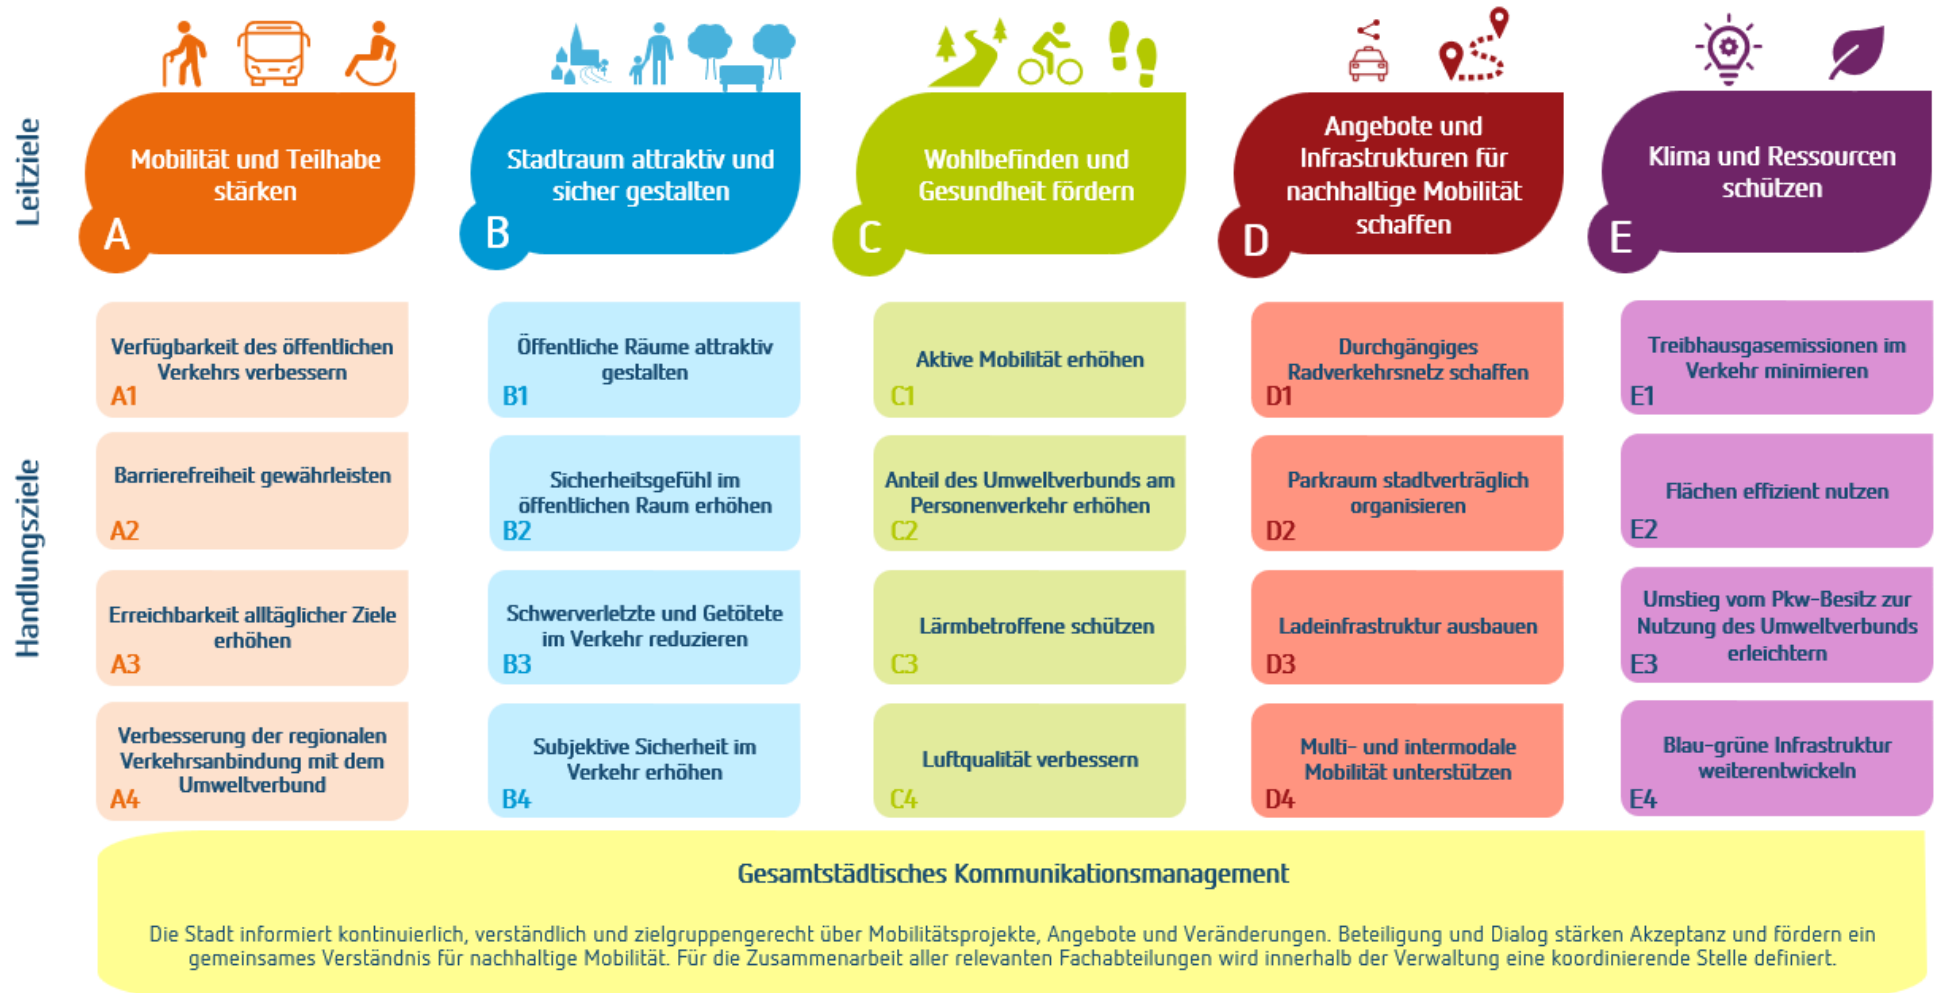 Leitziele
Mobilität und Teilhabe
stärken
A
Stadtraum attraktiv und
sicher gestalten
B
Wohlbefinden und
Gesundheit fördern
C
Angebote und
Infrastrukturen für
nachhaltige Mobilität
schaffen
D
Klima und Ressourcen
schützen
E
Handlungsziele
Verfügbarkeit des öffentlichen
Verkehrs verbessern
A1
Öffentliche Räume attraktiv
gestalten
B1
Aktive Mobilität erhöhen
C1
Durchgängiges
Radverkehrsnetz schaffen
D1
Treibhausgasemissionen im
Verkehr minimieren
E1
Barrierefreiheit gewährleisten
A2
Sicherheitsgefühl im
öffentlichen Raum erhöhen
B2
Anteil des Umweltverbunds am
Personenverkehr erhöhen
C2
Parkraum stadtverträglich
organisieren
D2
Flächen effizient nutzen
E2
Erreichbarkeit alltäglicher Ziele
erhöhen
A3
Schwerverletzte und Getötete
im Verkehr reduzieren
B3
Lärmbetroffene schützen
C3
Ladeinfrastruktur ausbauen
D3
Umstieg vom Pkw-Besitz zur
Nutzung des Umweltverbunds
erleichtern
E3
Verbesserung der regionalen
Verkehrsanbindung mit dem
Umweltverbund
A4
Subjektive Sicherheit im
Verkehr erhöhen
B4
Luftqualität verbessern
C4
Multi- und intermodale
Mobilität unterstützen
D4
Blau-grüne Infrastruktur
weiterentwickeln
E4
Gesamtstädtisches Kommunikationsmanagement
Die Stadt informiert kontinuierlich, verständlich und zielgruppengerecht über Mobilitätsprojekte, Angebote und Veränderungen. Beteiligung und Dialog stärken Akzeptanz und fördern ein
gemeinsames Verständnis für nachhaltige Mobilität. Für die Zusammenarbeit aller relevanten Fachabteilungen wird innerhalb der Verwaltung eine koordinierende Stelle definiert.